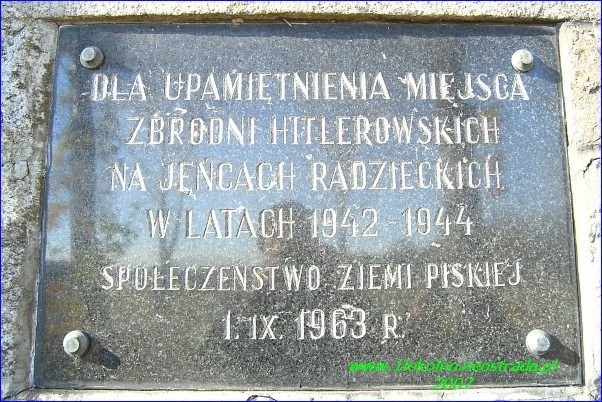 DLA UPAMIĘTNIENIA MIEJSCA
ZBRODNI HITLEROWSKICH
NA JEŃCACH RADZIECKICH
W LATACH 1942-1944
SPOŁECZEŃSTWO ZIEMI PISKIEJ
1. IX. 1963 R.
2007